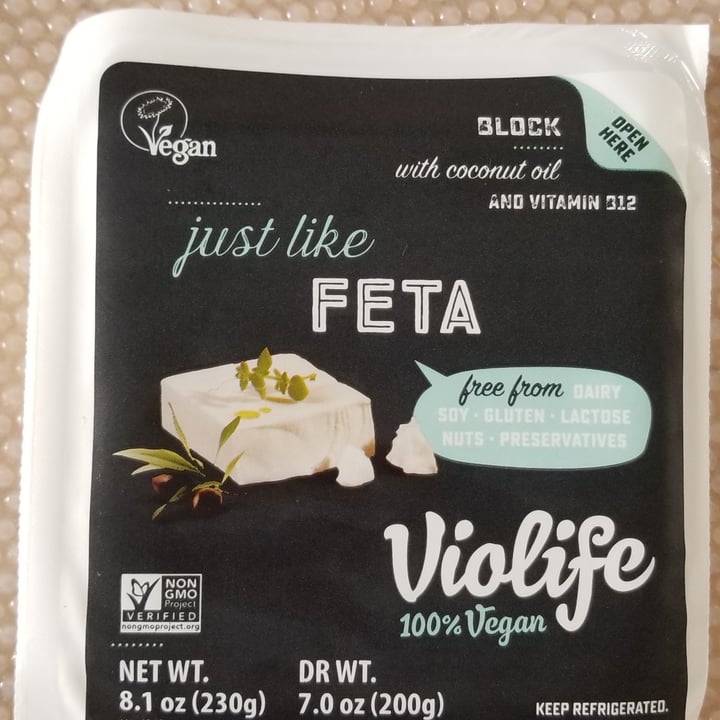 Vegan
BLOCK
OPEN
HERE
with coconut oil
AND VITAMIN B12
just like
FETA
free from DAIRY
SOY · GLUTEN · LACTOSE
NUTS · PRESERVATIVES
Violife
100% Vegan
NON
GMO
Project
VERIFIED
nongmoproject.org
NET WT.
8.1 oz (230g)
DR WT.
7.0 oz (200g)
KEEP REFRIGERATED.